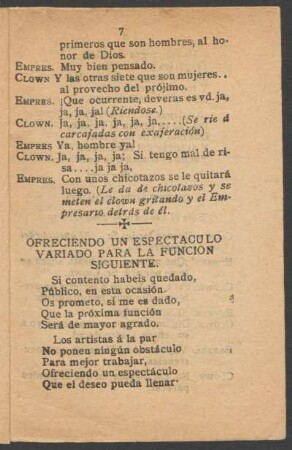 7
primeros que son hombres, al ho-
nor de Dios.
EMPRES. Muy bien pensado.
CLOWN Y las otras siete que son mujeres..
al provecho del prójimo.
EMPRES. ¡Que ocurrente, deveras es vd. ja,
ja, ja, ja! (Riendose.)
CLOWN. Ja, ja, ja, ja, ja, ja,....(Se rie á
carcajadas con exajeración)
EMPRES Ya, hombre ya!
CLOWN. Ja, ja, ja, ja; Si tengo mal de ri-
sa....ja ja ja,
EMPRES. Con unos chicotazos se le quitará
luego. (Le da de chicotazos y se
meten el clown gritando y el Em-
presario detrás de él.
OFRECIENDO UN ESPECTACULO
VARIADO PARA LA FUNCION
SIGUIENTE.
Si contento habeis quedado,
Público, en esta ocasión.
Os prometo, si me es dado,
Que la próxima función
Será de mayor agrado.
Los artistas á la par
No ponen ningún obstáculo
Para mejor trabajar,
Ofreciendo un espectáculo
Que el deseo pueda llenar·